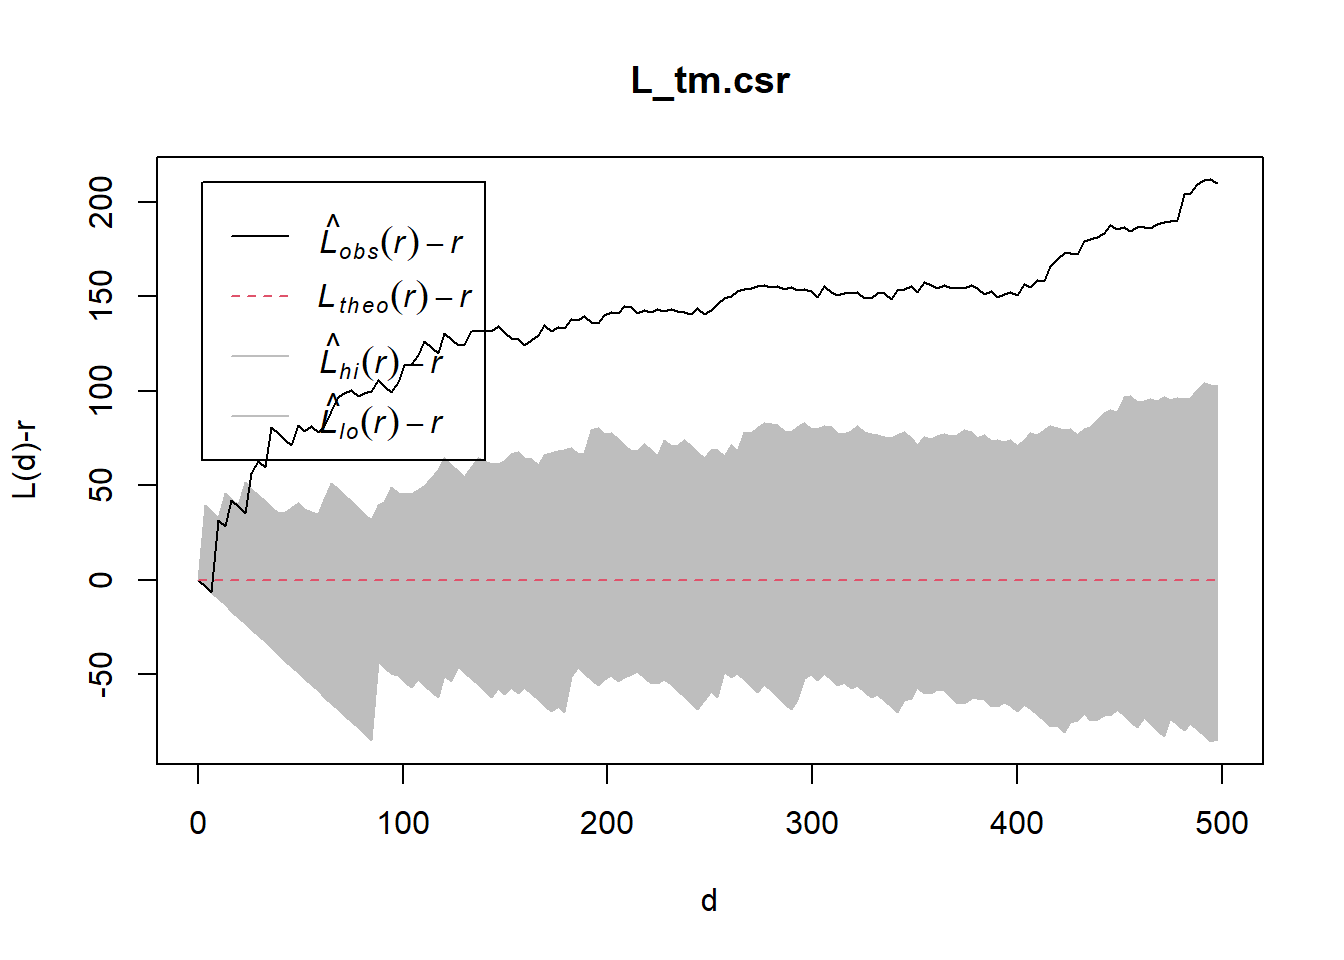 L_tm.csr
L̂obs(r) − r
Ltheo(r) − r
L̂hi(r) − r
L̂lo(r) − r
L(d)-r
200
150
100
50
0
-50
0 100 200 300 400 500
d